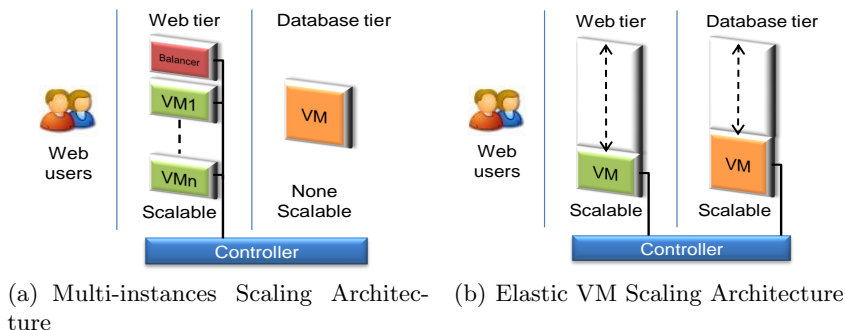 Web tier
Database tier
Balancer
VM1
VM
VMn
Web
users
Scalable
None
Scalable
Controller
(a) Multi-instances Scaling Architec-
ture
Web tier
Database tier
Web
users
VM
VM
Scalable
Scalable
Controller
(b) Elastic VM Scaling Architecture